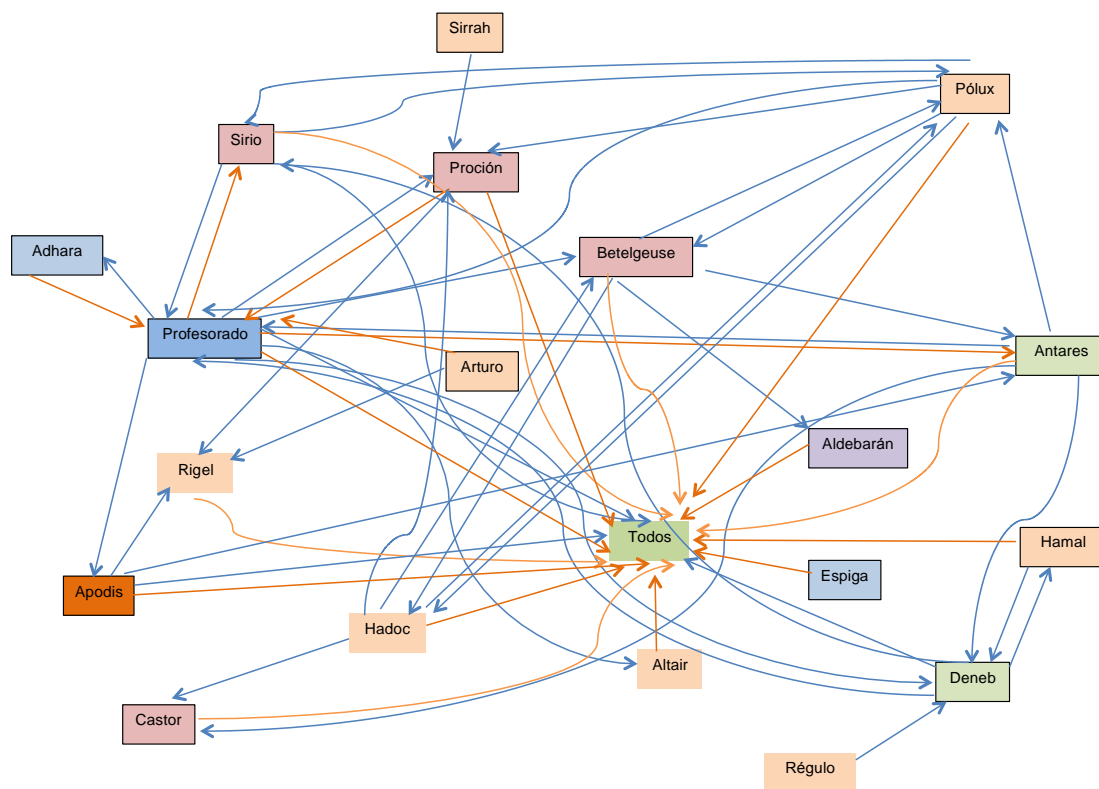 Sirrah
Pólux
Sirio
Proción
Adhara
Betelgeuse
Profesorado
Antares
Arturo
Aldebarán
Rigel
Todos
Hamal
Apodis
Espiga
Hadoc
Altair
Deneb
Castor
Régulo